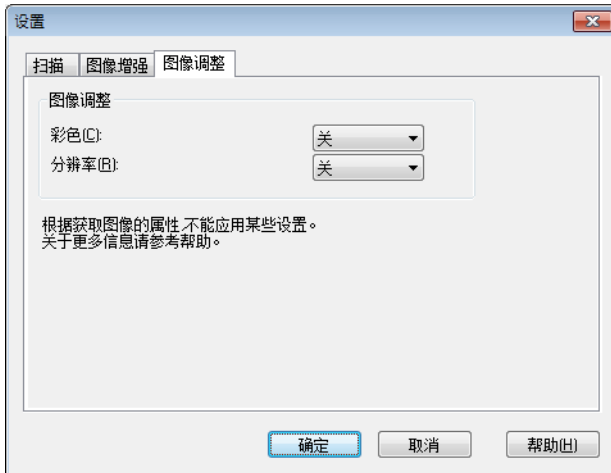 设置
扫描 图像增强 图像调整
图像调整
彩色(C): 关
分辨率(R): 关
根据获取图像的属性,不能应用某些设置。
关于更多信息请参考帮助。
确定 取消 帮助(H)